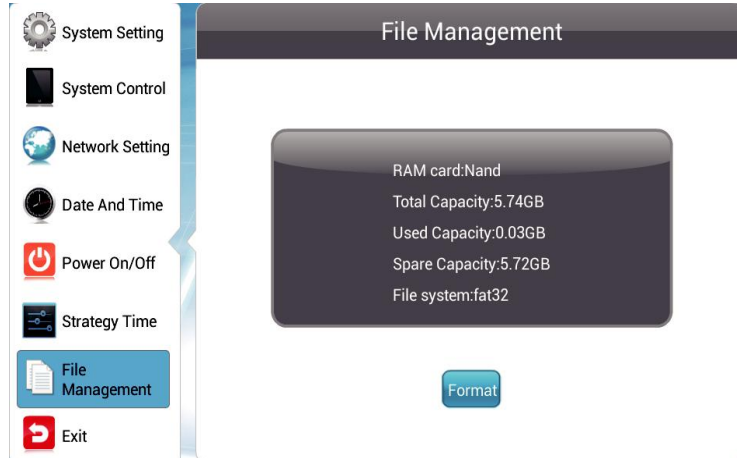 System Setting
System Control
Network Setting
Date And Time
Power On/Off
Strategy Time
File
Management
Exit
File Management
RAM card:Nand
Total Capacity:5.74GB
Used Capacity:0.03GB
Spare Capacity:5.72GB
File system:fat32
Format